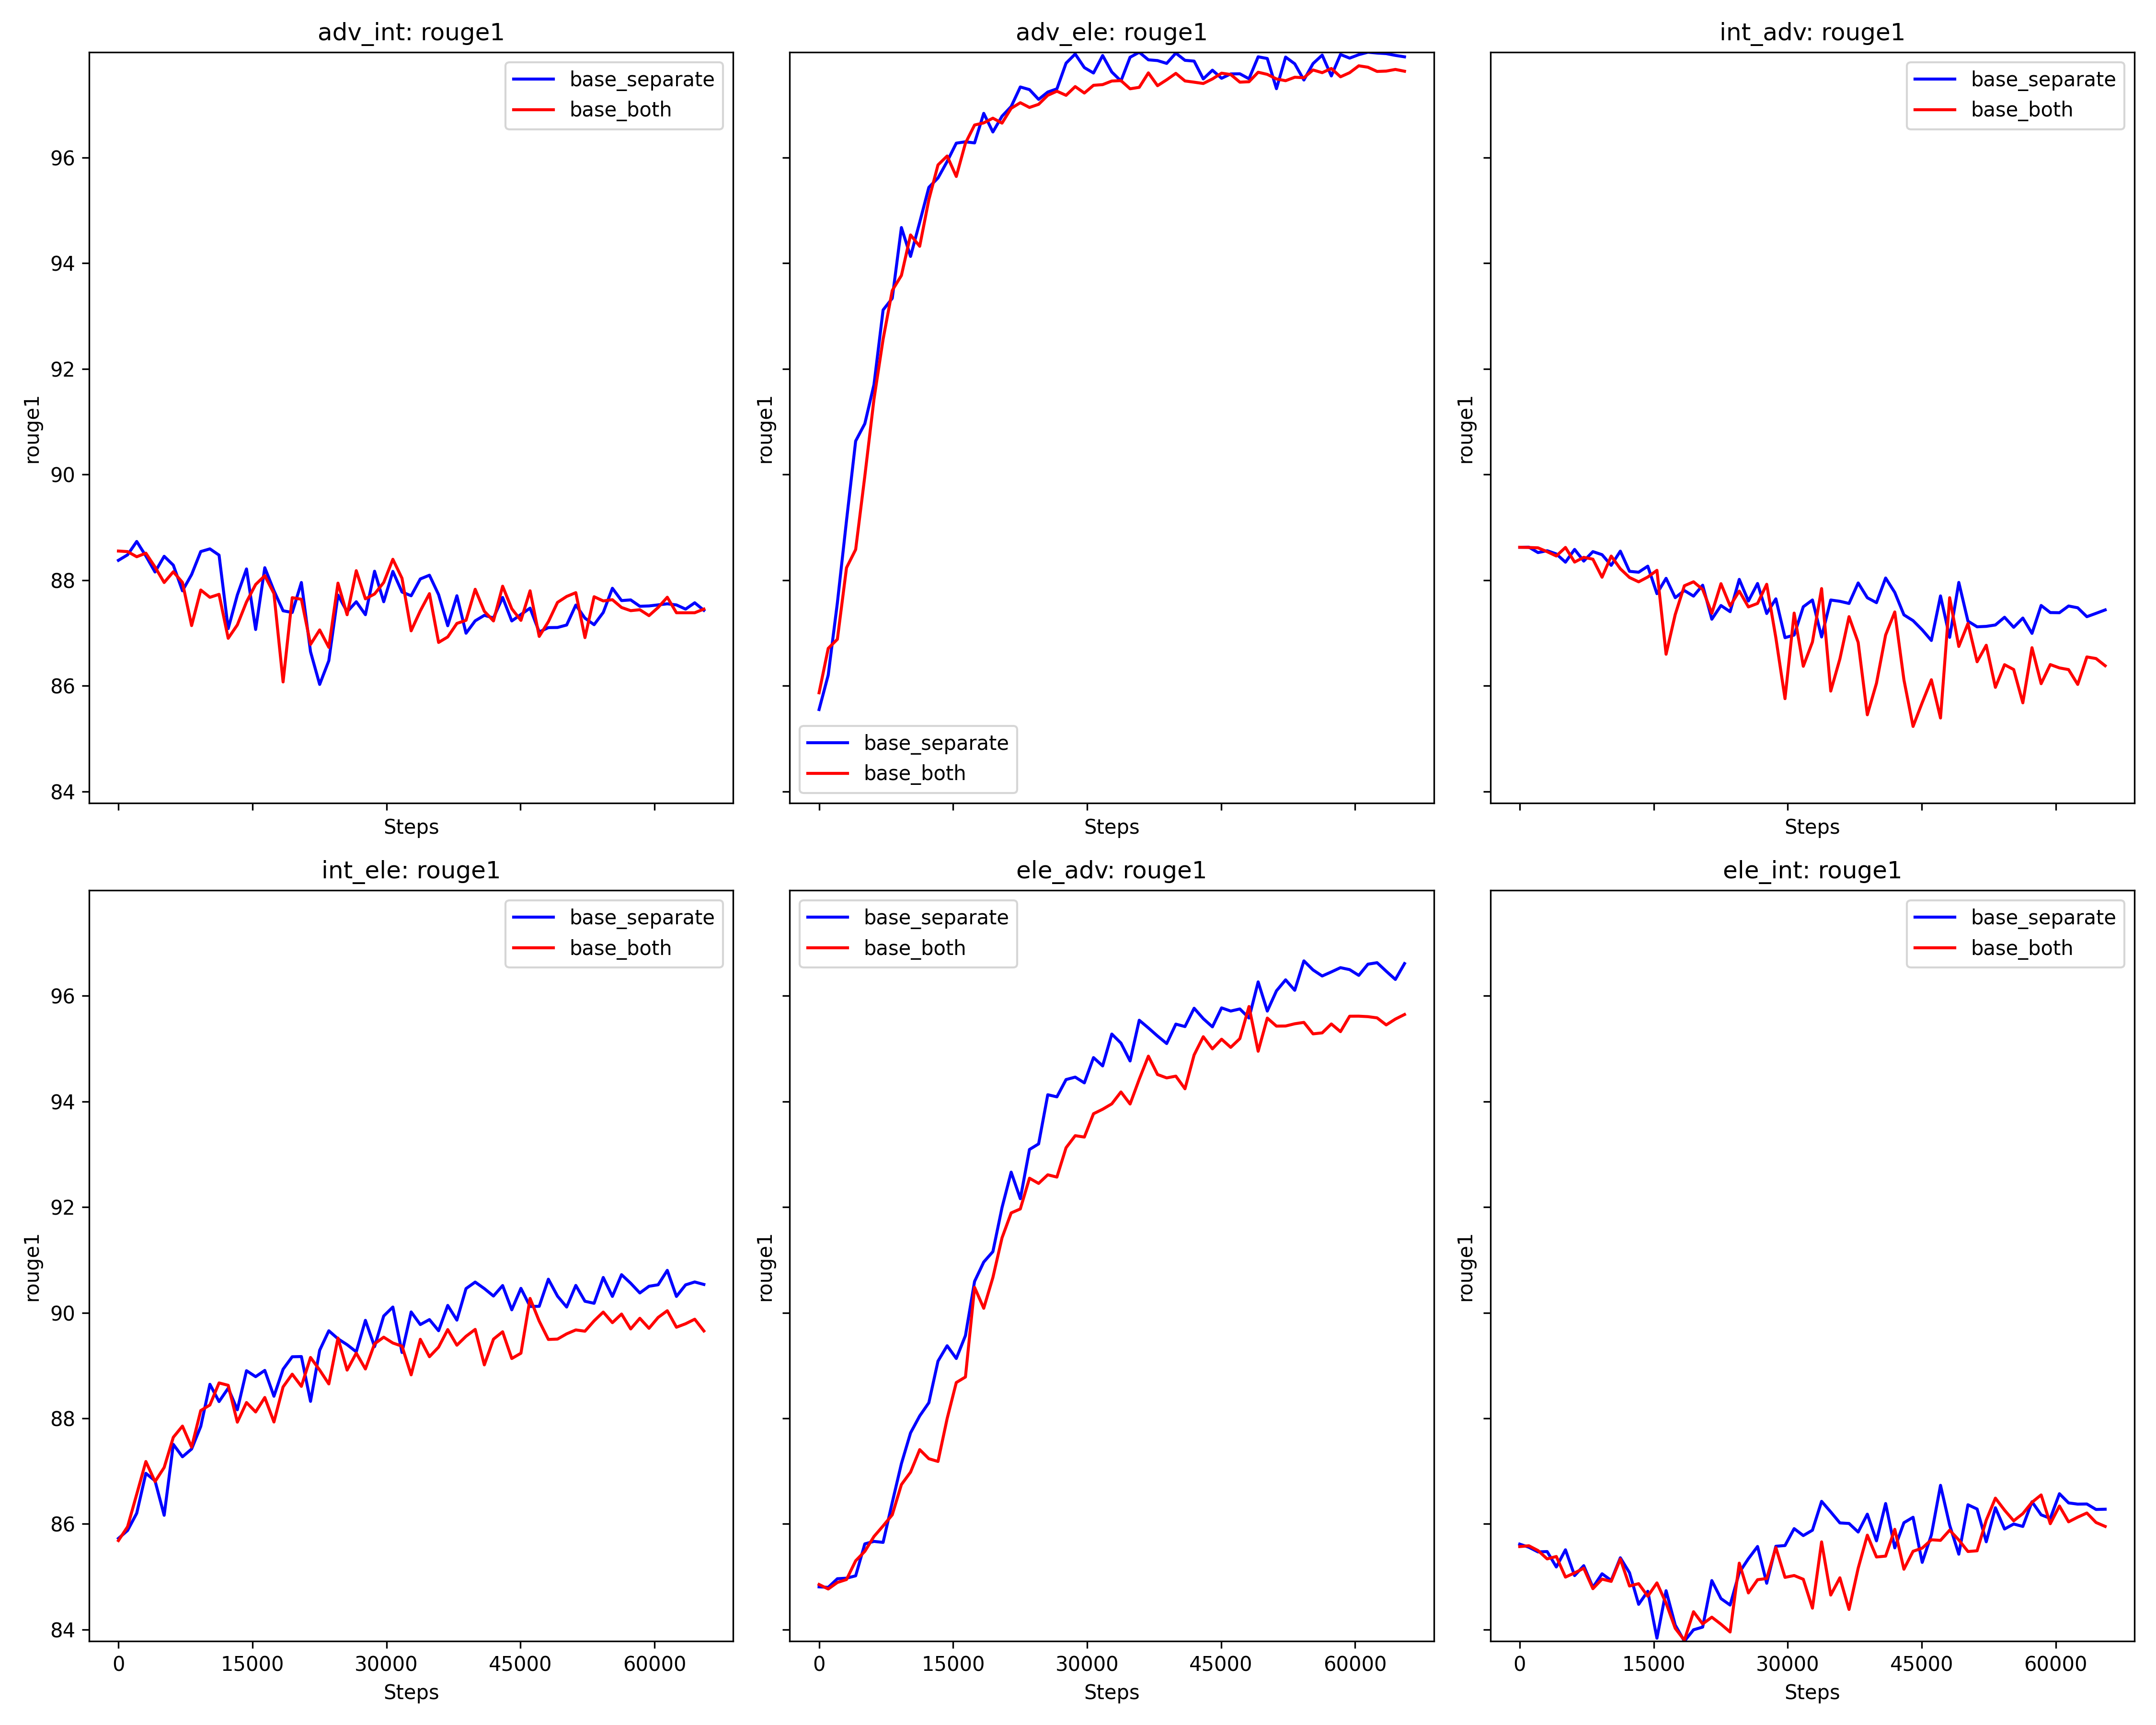 adv_int: rouge1
rouge1
96
94
92
90
88
86
84
base_separate
base_both
Steps
adv_ele: rouge1
rouge1
base_separate
base_both
Steps
int_adv: rouge1
rouge1
base_separate
base_both
Steps
int_ele: rouge1
rouge1
96
94
92
90
88
86
84
base_separate
base_both
0 15000 30000 45000 60000
Steps
ele_adv: rouge1
rouge1
base_separate
base_both
0 15000 30000 45000 60000
Steps
ele_int: rouge1
rouge1
base_separate
base_both
0 15000 30000 45000 60000
Steps